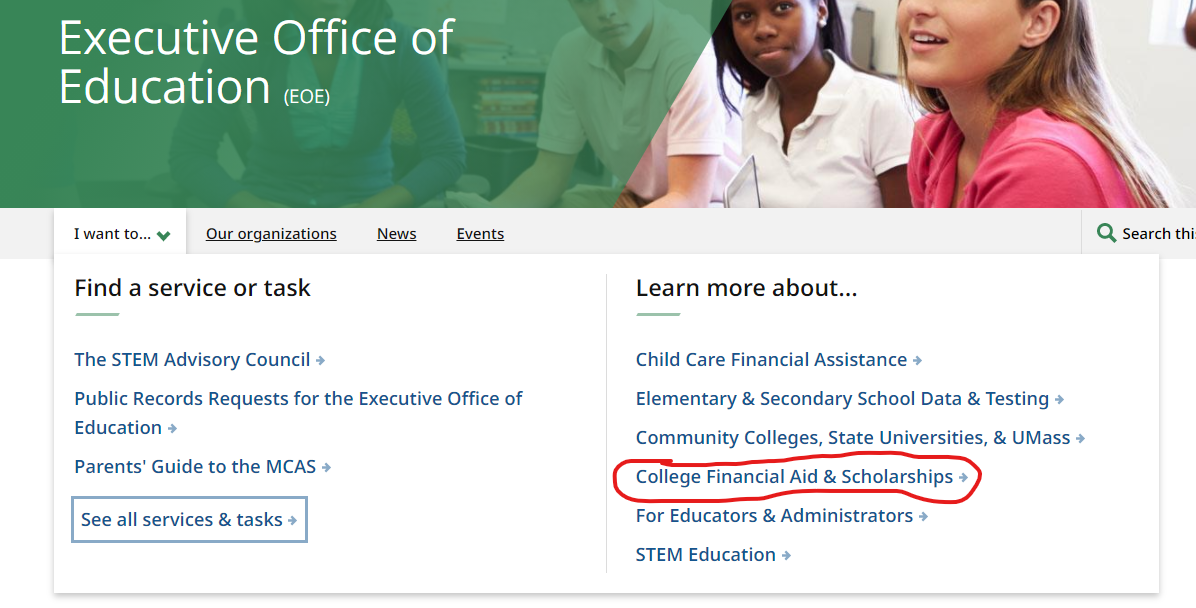 Executive Office of
Education (EOE)
I want to...
Our organizations
News
Events
Search this
Find a service or task
The STEM Advisory Council
Public Records Requests for the Executive Office of
Education
Parents' Guide to the MCAS
See all services & tasks
Learn more about...
Child Care Financial Assistance
Elementary & Secondary School Data & Testing
Community Colleges, State Universities, & UMass
College Financial Aid & Scholarships
For Educators & Administrators
STEM Education